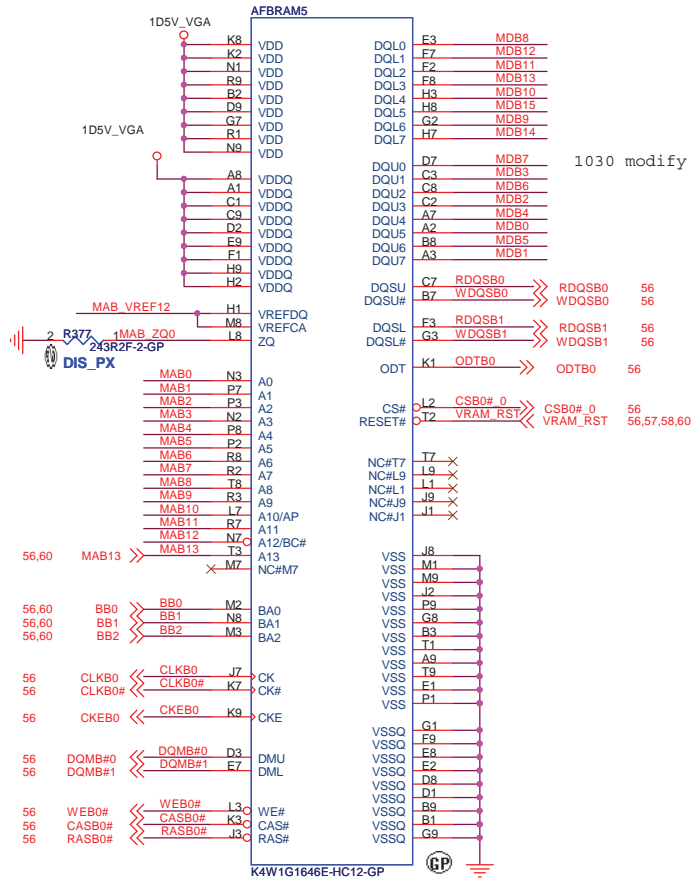 AFBRAM5
1D5V_VGA
K8 VDD DQL0 E3 MDB8
K2 VDD DQL1 F7 MDB12
N1 VDD DQL2 F2 MDB11
R9 VDD DQL3 F8 MDB13
B2 VDD DQL4 H3 MDB10
D9 VDD DQL5 H8 MDB15
G7 VDD DQL6 G2 MDB9
R1 VDD DQL7 H7 MDB14
1D5V_VGA
N9 VDD
1030 modify
A8 VDDQ DQU0 D7 MDB7
A1 VDDQ DQU1 C3 MDB3
C1 VDDQ DQU2 C8 MDB6
C9 VDDQ DQU3 C2 MDB2
D2 VDDQ DQU4 A7 MDB4
E9 VDDQ DQU5 A2 MDB0
F1 VDDQ DQU6 B8 MDB5
H9 VDDQ DQU7 A3 MDB1
H2 VDDQ
DQSU C7 RDQSB0 RDQSB0 56
DQSU# B7 WDQSB0 WDQSB0 56
MAB_VREF12 H1 VREFDQ
M8 VREFCA DQSL F3 RDQSB1 RDQSB1 56
2 R377 1 MAB_ZQ0 L8 ZQ DQSL# G3 WDQSB1 WDQSB1 56
243R2F-2-GP
DIS_PX
ODT K1 ODTB0 ODTB0 56
MAB0 N3 A0
MAB1 P7 A1
MAB2 P3 A2 CS# L2 CSB0#_0 CSB0#_0 56
MAB3 N2 A3 RESET# T2 VRAM_RST VRAM_RST 56,57,58,60
MAB4 P8 A4
MAB5 P2 A5
MAB6 R8 A6 NC#T7 T7
MAB7 R2 A7 NC#L9 L9
MAB8 T8 A8 NC#L1 L1
MAB9 R3 A9 NC#J9 J9
MAB10 L7 A10/AP NC#J1 J1
MAB11 R7 A11
MAB12 N7 A12/BC#
56,60 MAB13 MAB13 T3 A13
M7 NC#M7
VSS J8
VSS M1
VSS M9
VSS J2
56,60 BB0 BB0 M2 BA0 VSS P9
56,60 BB1 BB1 N8 BA1 VSS G8
56,60 BB2 BB2 M3 BA2 VSS B3
VSS T1
VSS A9
56 CLKB0 CLKB0 J7 CK VSS T9
56 CLKB0# CLKB0# K7 CK# VSS E1
VSS P1
56 CKEB0 CKEB0 K9 CKE
VSSQ G1
VSSQ F9
56 DQMB#0 DQMB#0 D3 DMU VSSQ E8
56 DQMB#1 DQMB#1 E7 DML VSSQ E2
VSSQ D8
VSSQ D1
56 WEB0# WEB0# L3 WE# VSSQ B9
56 CASB0# CASB0# K3 CAS# VSSQ B1
56 RASB0# RASB0# J3 RAS# VSSQ G9
GP
K4W1G1646E-HC12-GP